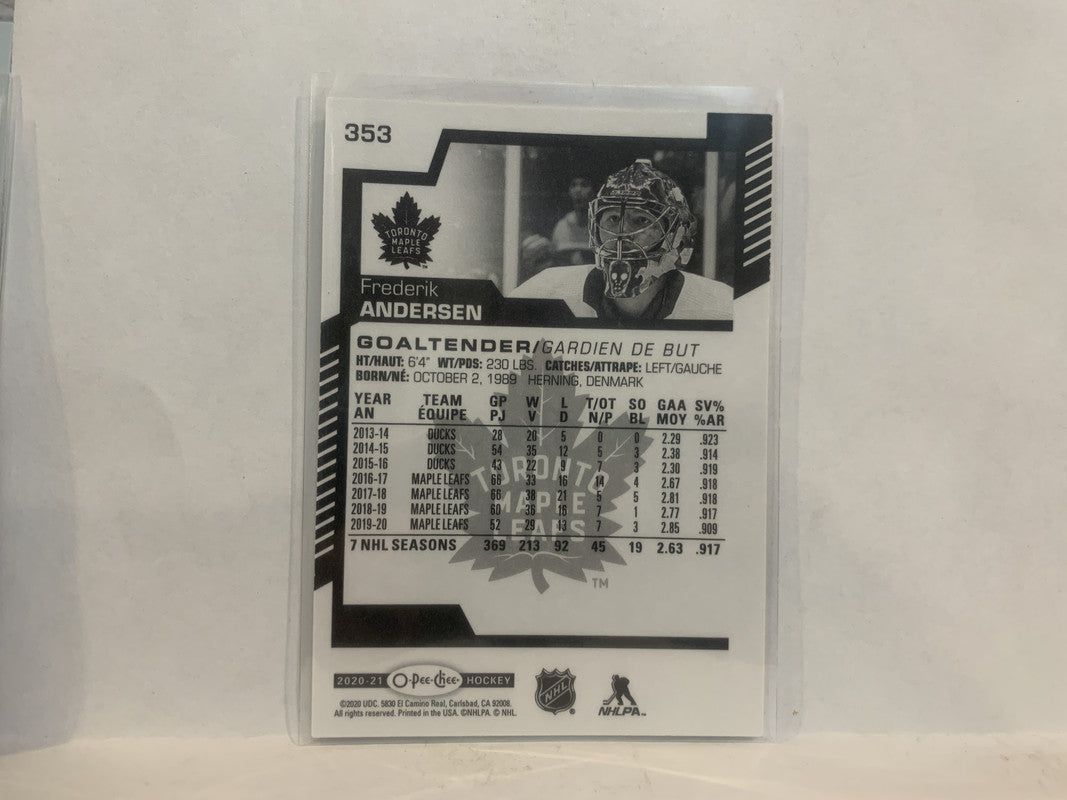 353
TORONTO
MAPLE
LEAFS
Frederik
ANDERSEN
GOALTENDER/GARDIEN DE BUT
HT/HAUT: 6'4" WT/PDS: 230 LBS. CATCHES/ATTRAPE: LEFT/GAUCHE
BORN/NÉ: OCTOBER 2, 1989 HERNING, DENMARK
YEAR TEAM GP W L T/OT SO GAA SV%
AN ÉQUIPE PJ V D N/P BL MOY %AR
2013-14 DUCKS 28 20 5 0 0 2.29 .923
2014-15 DUCKS 54 35 12 5 3 2.38 .914
2015-16 DUCKS 43 22 9 7 3 2.30 .919
2016-17 MAPLE LEAFS 66 33 16 14 4 2.67 .918
2017-18 MAPLE LEAFS 66 38 21 5 5 2.81 .918
2018-19 MAPLE LEAFS 60 36 16 7 1 2.77 .917
2019-20 MAPLE LEAFS 52 29 13 7 3 2.85 .909
7 NHL SEASONS 369 213 92 45 19 2.63 .917
TORONTO
MAPLE
LEAFS
TM
2020-21 O-Pee-Chee HOCKEY
©2020 UDC. 5830 El Camino Real, Carlsbad, CA 92008.
All rights reserved. Printed in the USA. ©NHLPA. © NHL.
NHL
NHLPA